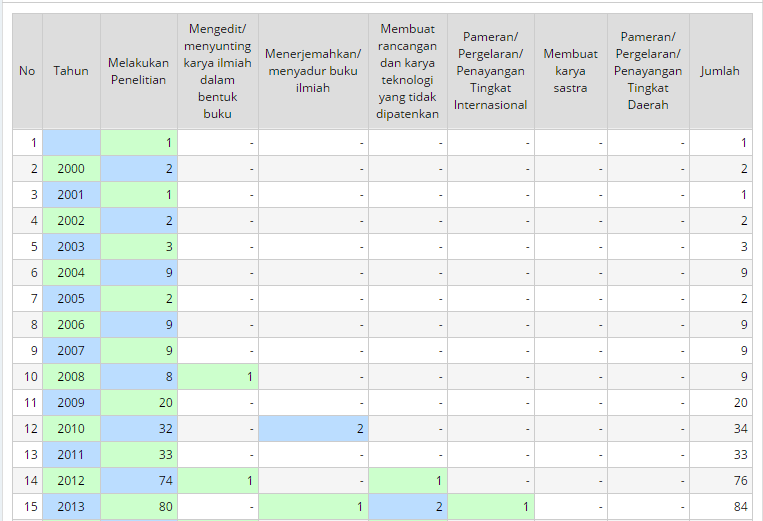 No Tahun Melakukan Penelitian Mengedit/ menyunting karya ilmiah dalam bentuk buku Menerjemahkan/ menyadur buku ilmiah Membuat rancangan dan karya teknologi yang tidak dipatenkan Pameran/ Pergelaran/ Penayangan Tingkat Internasional Membuat karya sastra Pameran/ Pergelaran/ Penayangan Tingkat Daerah Jumlah
1 1 - - - - - - 1
2 2000 2 - - - - - - 2
3 2001 1 - - - - - - 1
4 2002 2 - - - - - - 2
5 2003 3 - - - - - - 3
6 2004 9 - - - - - - 9
7 2005 2 - - - - - - 2
8 2006 9 - - - - - - 9
9 2007 9 - - - - - - 9
10 2008 8 1 - - - - - 9
11 2009 20 - - - - - - 20
12 2010 32 - 2 - - - - 34
13 2011 33 - - - - - - 33
14 2012 74 1 - 1 - - - 76
15 2013 80 - 1 2 1 - - 84